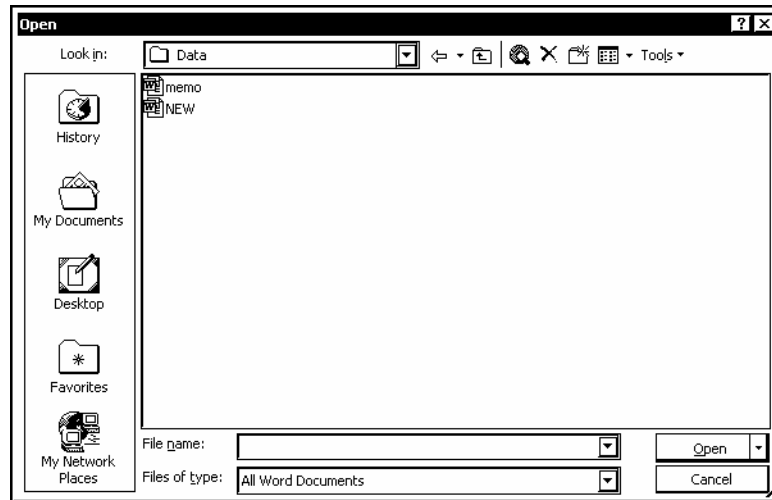 Open
Look in:
Data
Tools
memo
NEW
History
My Documents
Desktop
Favorites
My Network
Places
File name:
Open
Files of type:
All Word Documents
Cancel